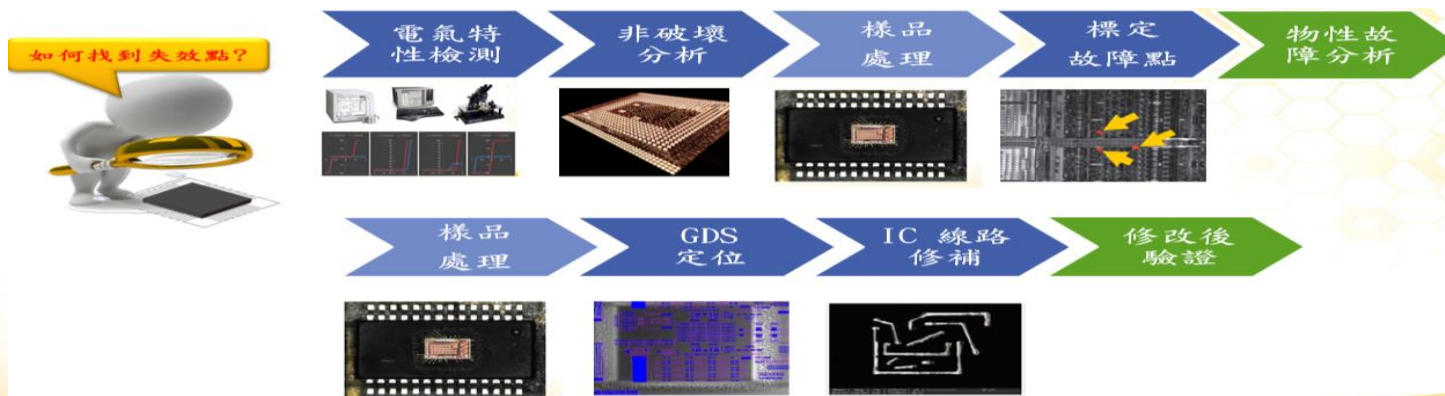 如何找到失效點?
電氣特
性檢測
非破壞
分析
樣品
處理
標定
故障點
物性故
障分析
樣品
處理
GDS
定位
IC 線路
修補
修改後
驗證